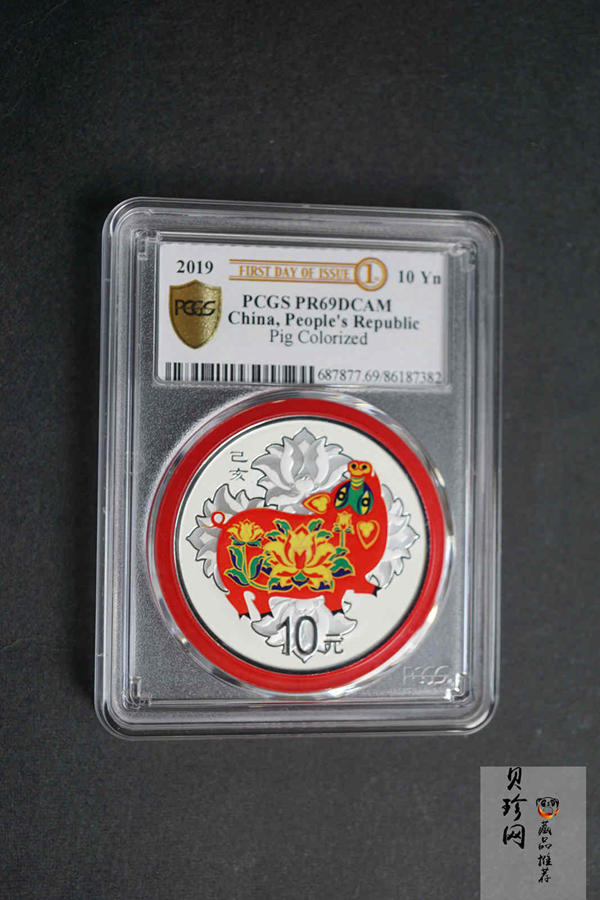 2019
FIRST DAY OF ISSUE 1
10 Yn
PCGS
PCGS PR69DCAM
China, People's Republic
Pig Colorized
687877.69/86187382
己亥
10元
PCGS
贝珍网
藏品推荐